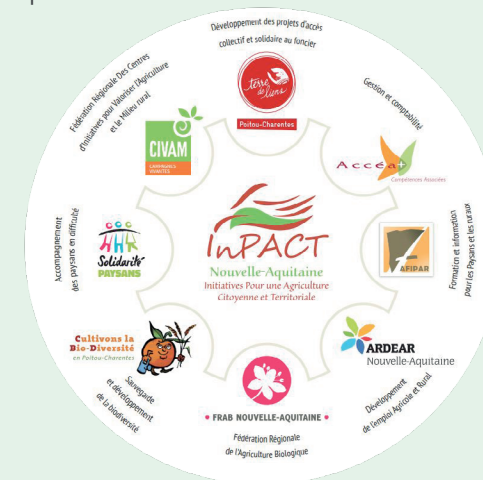 Développement des projets d'accès
collectif et solidaire au foncier
terre
de liens
Poitou-Charentes
Gestion et comptabilité
Accéa+
Compétences Associées
Formation et information
pour les Paysans et les ruraux
AFIPAR
ARDEAR
Nouvelle-Aquitaine
Développement
de l'emploi Agricole et Rural
FRAB NOUVELLE-AQUITAINE
Fédération Régionale
de l'Agriculture Biologique
Cultivons la
Bio-Diversité
en Poitou-Charentes
Sauvegarde
et développement
de la biodiversité
Accompagnement
des paysans en difficulté
Solidarité
PAYSANS
Fédération Régionale Des Centres
d'Initiatives pour Valoriser l'Agriculture
et le Milieu rural
CIVAM
CAMPAGNES
VIVANTES
InPACT
Nouvelle-Aquitaine
Initiatives Pour une Agriculture
Citoyenne et Territoriale